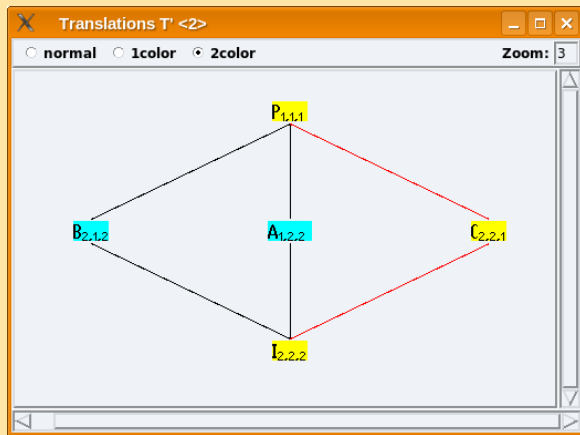 Translations T' <2>
normal 1color 2color Zoom: 3
P1,1,1
B2,1,2 A1,2,2 C2,2,1
I2,2,2